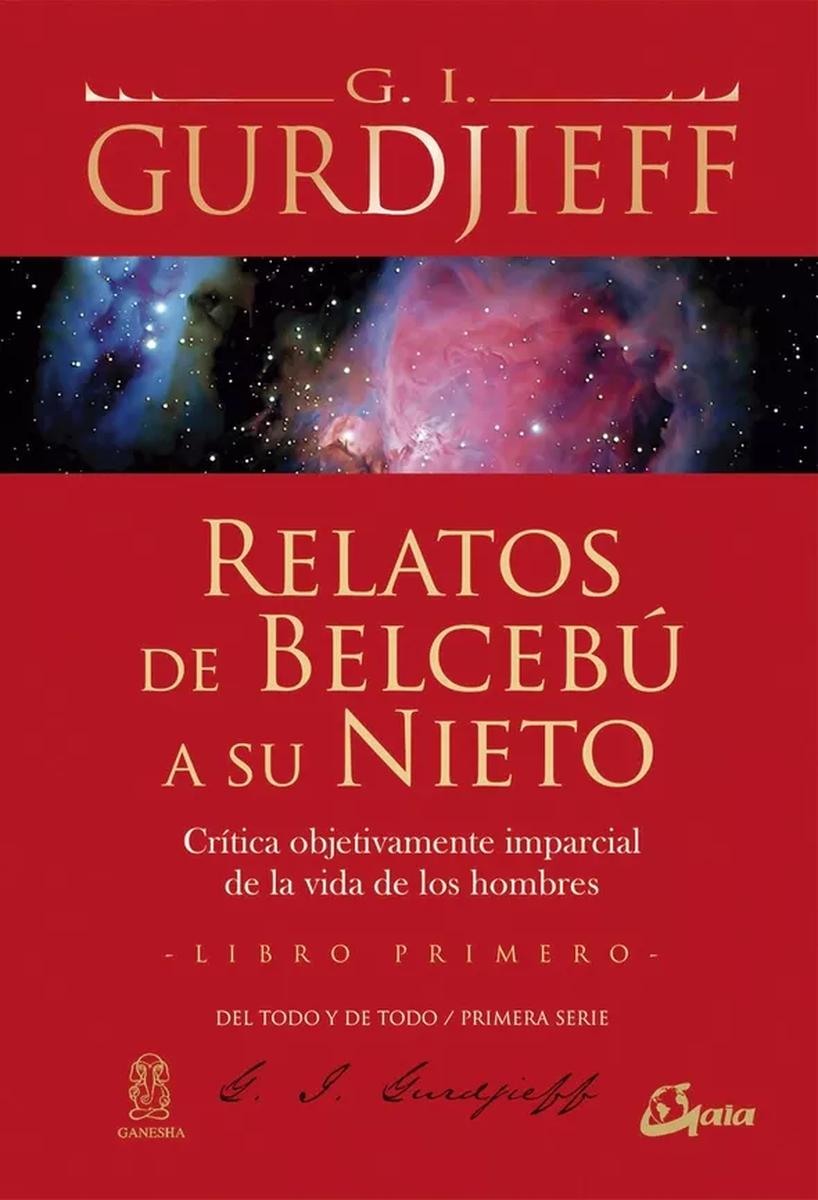 G. I.
GURDJIEFF
RELATOS
DE BELCEBÚ
A SU NIETO
Crítica objetivamente imparcial
de la vida de los hombres
- LIBRO PRIMERO -
DEL TODO Y DE TODO / PRIMERA SERIE
G. I. Gurdjieff
GANESHA
Gaia